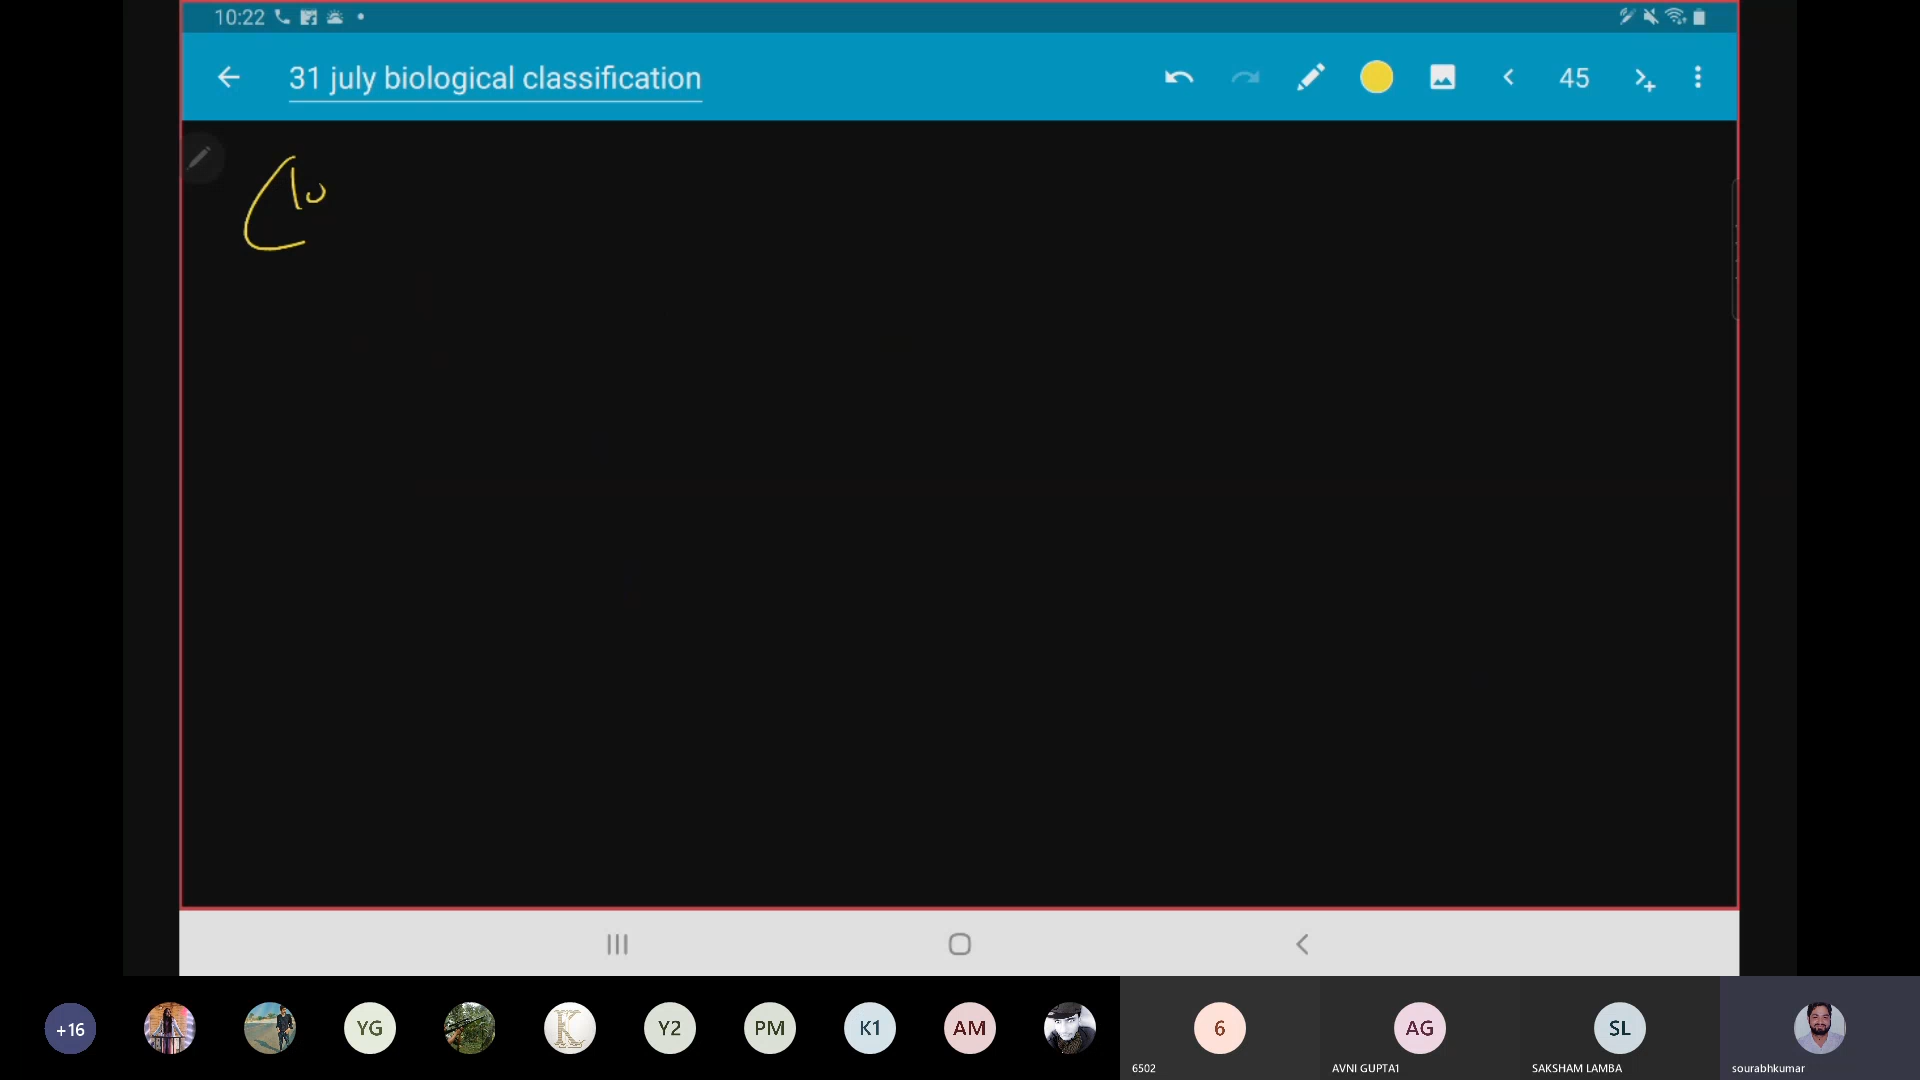 10:22
31 july biological classification
45
+16
YG
Y2
PM
K1
AM
6
AG
SL
6502
AVNI GUPTA1
SAKSHAM LAMBA
sourabhkumar